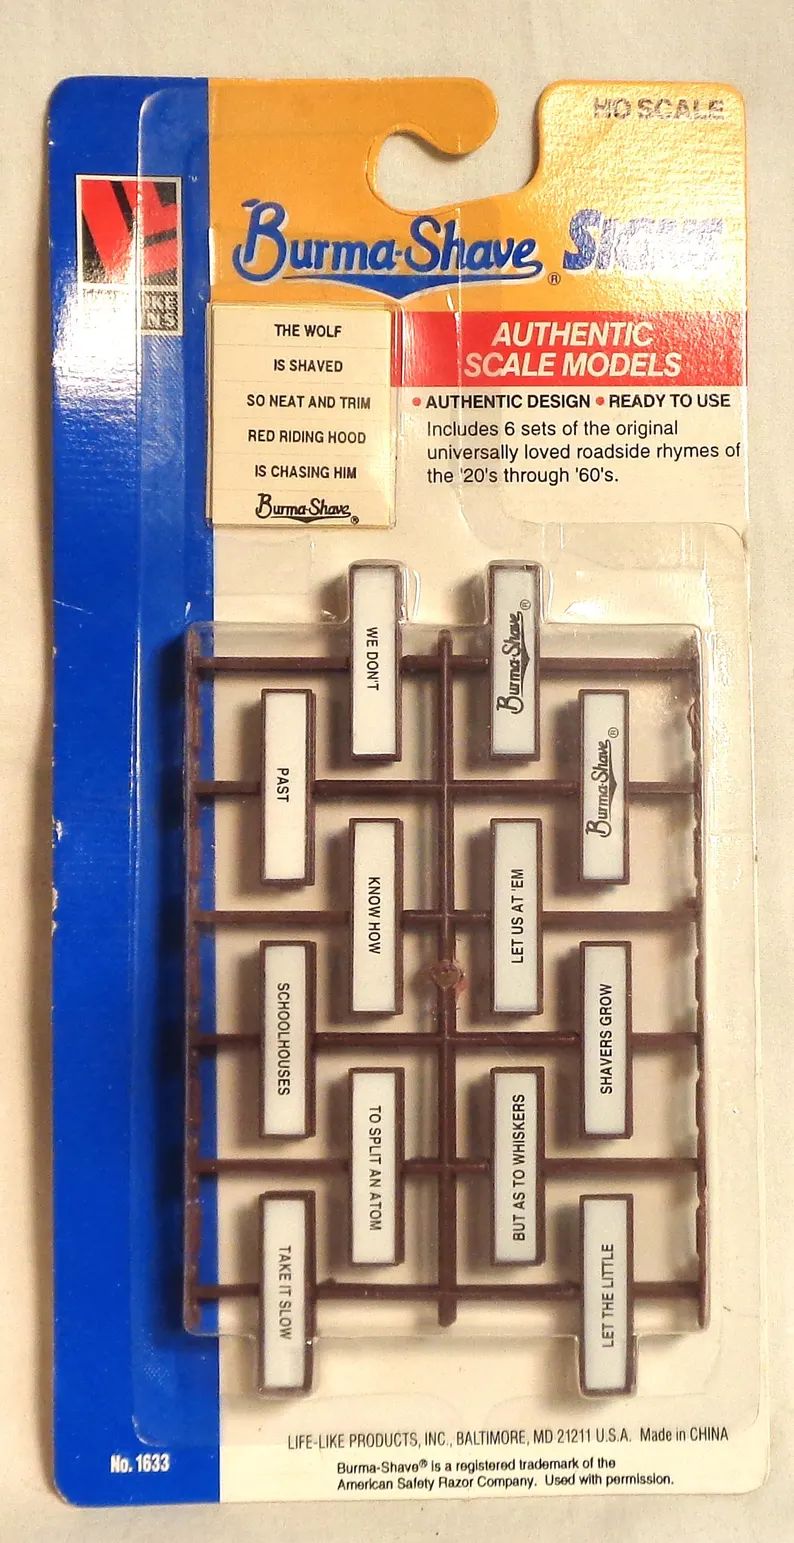 HO SCALE
Burma-Shave® SIGNS
THE WOLF
IS SHAVED
SO NEAT AND TRIM
RED RIDING HOOD
IS CHASING HIM
Burma-Shave®
AUTHENTIC
SCALE MODELS
• AUTHENTIC DESIGN • READY TO USE
Includes 6 sets of the original
universally loved roadside rhymes of
the '20's through '60's.
WE DON'T
Burma-Shave®
PAST
Burma-Shave®
KNOW HOW
LET US AT 'EM
SCHOOLHOUSES
SHAVERS GROW
TO SPLIT AN ATOM
BUT AS TO WHISKERS
TAKE IT SLOW
LET THE LITTLE
LIFE-LIKE PRODUCTS, INC., BALTIMORE, MD 21211 U.S.A. Made in CHINA
No. 1633
Burma-Shave® is a registered trademark of the
American Safety Razor Company. Used with permission.